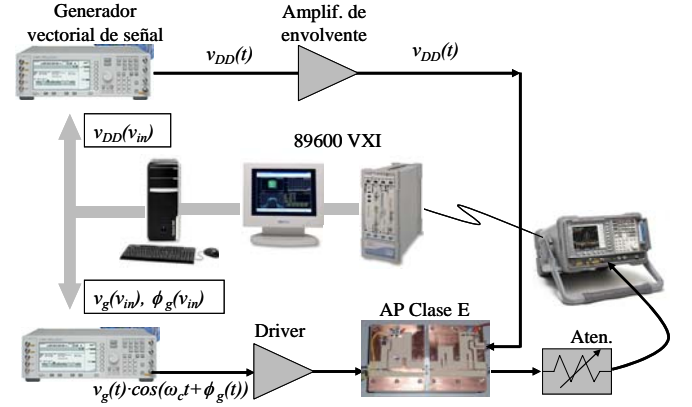 Generador
vectorial de señal
Amplif. de
envolvente
v_DD(t)
v_DD(t)
v_DD(v_in)
89600 VXI
v_g(v_in), ϕ_g(v_in)
AP Clase E
Driver
Aten.
v_g(t)·cos(ω_c t+ϕ_g(t))